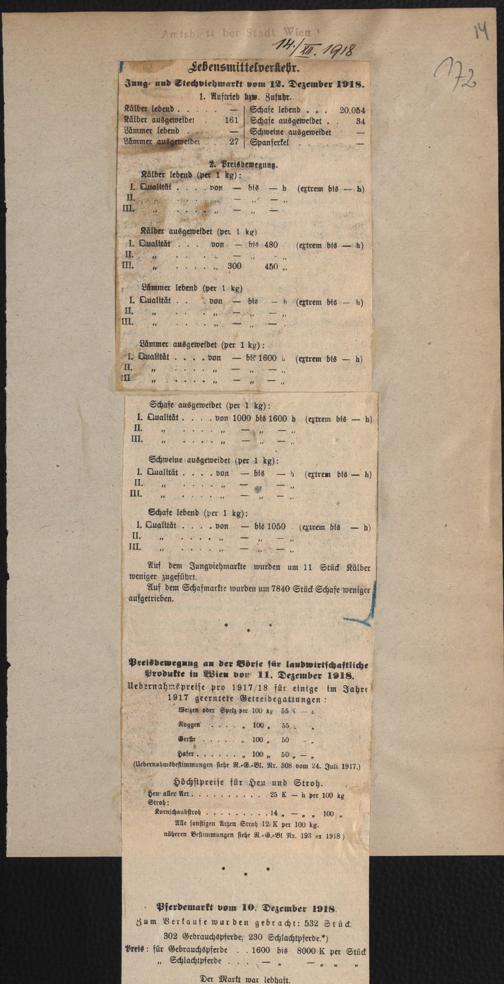 Amtsblatt der Stadt Wien
14
14./XII. 1918
172
Lebensmittelverkehr.
Jung- und Stechviehmarkt vom 12. Dezember 1918.
1. Auftrieb bzw. Zufuhr.
Kälber lebend . . . . — Schafe lebend . . . 20.054
Kälber ausgeweidet 161 Schafe ausgeweidet . 34
Lämmer lebend — Schweine ausgeweidet —
Lämmer ausgeweidet . 27 Spanferkel . . —
2. Preisbewegung.
Kälber lebend (per 1 kg):
I. Qualität . . . . von — bis — h (extrem bis — h)
II. „ . . . . „ — „ — „
III. „ . . . . „ — „ —
Kälber ausgeweidet (per 1 kg)
I. Qualität . . . . von — bis 480 (extrem bis — h)
II. „ . . . . „ — „ — „
III. „ . . . . „ 300 450 „
Lämmer lebend (per 1 kg)
I. Qualität . . von — bis — h (extrem bis — h)
II. „ . . . . „ — „ — „
III. „ . . . . „ — „ — „
Lämmer ausgeweidet (per 1 kg):
I. Qualität . . . . von — bis 1600 h (extrem bis — h)
II. „ . . . . „ — „ — „
III „ . . . . „ — „ — „
Schafe ausgeweidet (per 1 kg):
I. Qualität . . . . von 1000 bis 1600 h (extrem bis — h)
II. „ . . . . „ — „ — „
III. „ . . . . „ — „ — „
Schweine ausgeweidet (per 1 kg):
I. Qualität . . . . von — bis — h (extrem bis — h)
II. „ . . . . „ — „ — „
III. „ . . . . „ — „ — „
Schafe lebend (per 1 kg):
I. Qualität . . . . von — bis 1050 (extrem bis — h)
II. „ . . . . „ — „ — „
III. „ . . . . „ — „ — „
Auf dem Jungviehmarkte wurden um 11 Stück Kälber
weniger zugeführt.
Auf dem Schafmarkte wurden um 7840 Stück Schafe weniger
aufgetrieben.
* * *
Preisbewegung an der Börse für landwirtschaftliche
Produkte in Wien vom 11. Dezember 1918.
Uebernahmspreise pro 1917/18 für einige im Jahre
1917 geerntete Getreidegattungen:
Weizen oder Spelz per 100 kg 55 K — h
Roggen „ 100 „ 55 „ — „
Gerste „ 100 „ 50 — „
Hafer . . . . . „ 100 „ 50 „ — „
(Uebernahmsbestimmungen siehe R.-G.-Bl. Nr. 308 vom 24. Juli 1917.)
Höchstpreise für Heu und Stroh.
Heu aller Art . . . . . . . . . 25 K — h per 100 kg
Stroh:
Kornschaubstroh . . . . . . . . 14 „ — „ „ 100 „
Alle sonstigen Arten Stroh 12 K per 100 kg.
näheren Bestimmungen siehe R.-G.-Bl Nr. 193 ex 1918)
* * *
Pferdemarkt vom 10. Dezember 1918.
Zum Verkaufe wurden gebracht: 532 Stück
302 Gebrauchspferde, 230 Schlachtpferde.*)
Preis: für Gebrauchspferde . . 1600 bis 8000 K per Stück
„ Schlachtpferde . . . . — „ — „ „ „
Der Markt war lebhaft.